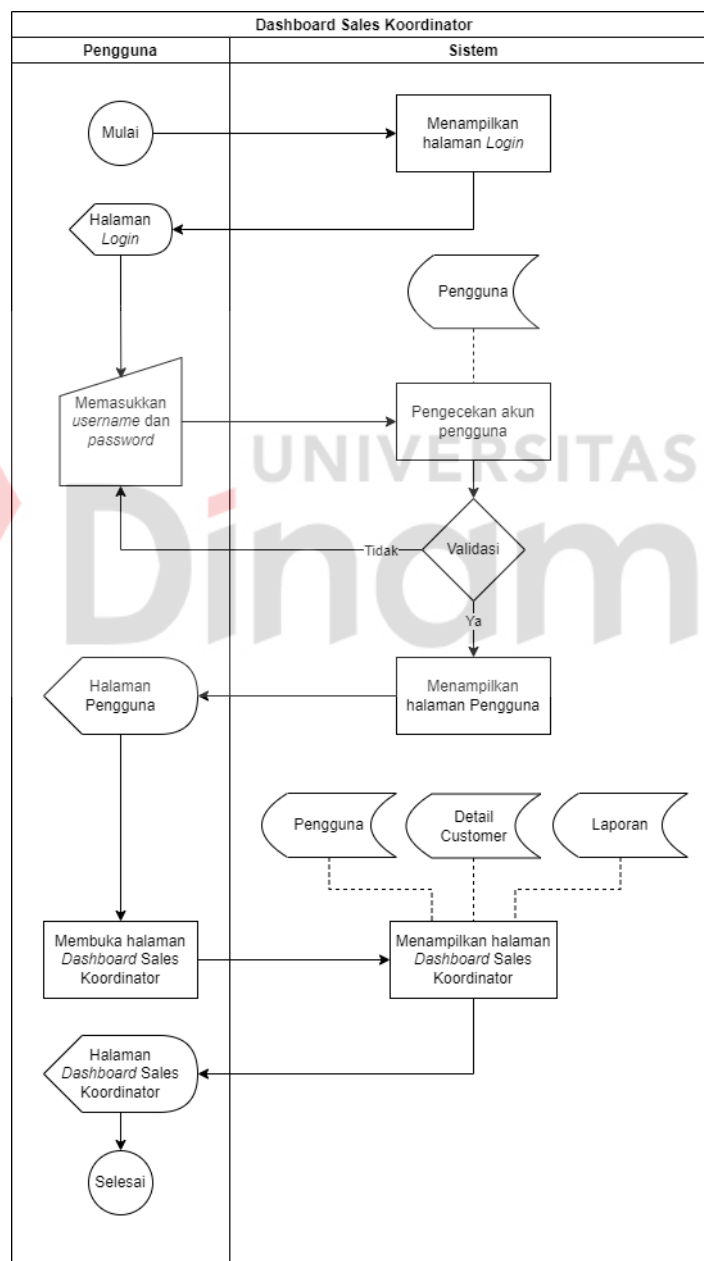 Dashboard Sales Koordinator
Pengguna
Sistem
Mulai
Menampilkan
halaman Login
Halaman
Login
Pengguna
Memasukkan
username dan
password
Pengecekan akun
pengguna
UNIVERSITAS
Dinam
Tidak
Validasi
Ya
Halaman
Pengguna
Menampilkan
halaman Pengguna
Pengguna
Detail
Customer
Laporan
Membuka halaman
Dashboard Sales
Koordinator
Menampilkan halaman
Dashboard Sales
Koordinator
Halaman
Dashboard Sales
Koordinator
Selesai